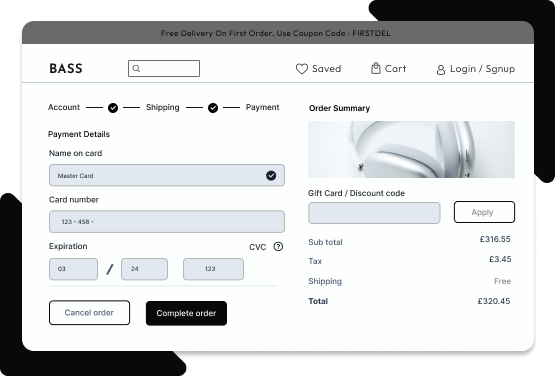 Free Delivery On First Order. Use Coupon Code : FIRSTDEL
BASS
Saved
Cart
Login / Sgnup
Account
Shipping
Payment
Payment Details
Name on card
Master Card
Card number
123 - 456 -
Expiration
CVC
03
/
24
123
Cancel order
Complete order
Order Summary
Gift Card / Discount code
Apply
Sub total £316.55
Tax £3.45
Shipping Free
Total £320.45